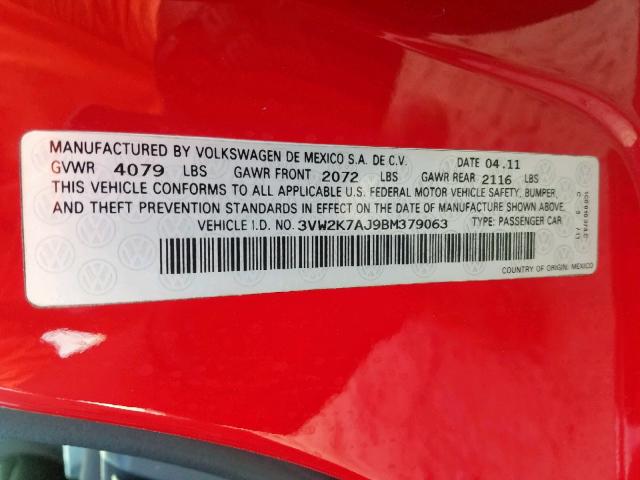 MANUFACTURED BY VOLKSWAGEN DE MEXICO S.A. DE C.V. DATE 04.11
GVWR 4079 LBS GAWR FRONT 2072 LBS GAWR REAR 2116 LBS
THIS VEHICLE CONFORMS TO ALL APPLICABLE U.S. FEDERAL MOTOR VEHICLE SAFETY, BUMPER,
AND THEFT PREVENTION STANDARDS IN EFFECT ON THE DATE OF MANUFACTURE SHOWN ABOVE.
VEHICLE I.D. NO. 3VW2K7AJ9BM379063 TYPE: PASSENGER CAR
COUNTRY OF ORIGIN: MEXICO